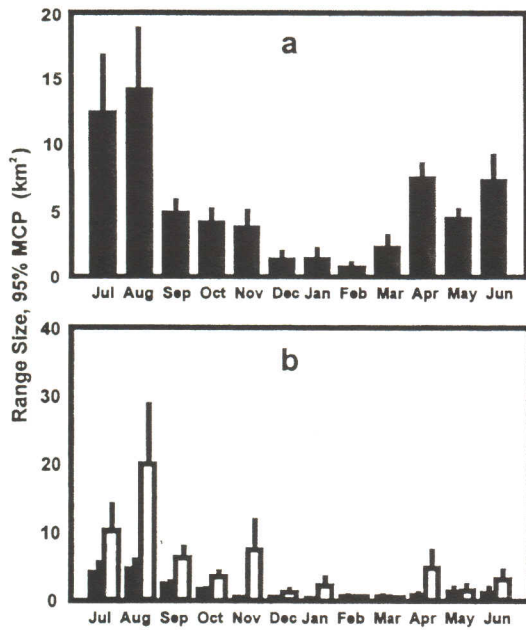 Range Size, 95% MCP (km²)
20
a
15
10
5
0
Jul Aug Sep Oct Nov Dec Jan Feb Mar Apr May Jun
40
b
30
20
10
0
Jul Aug Sep Oct Nov Dec Jan Feb Mar Apr May Jun